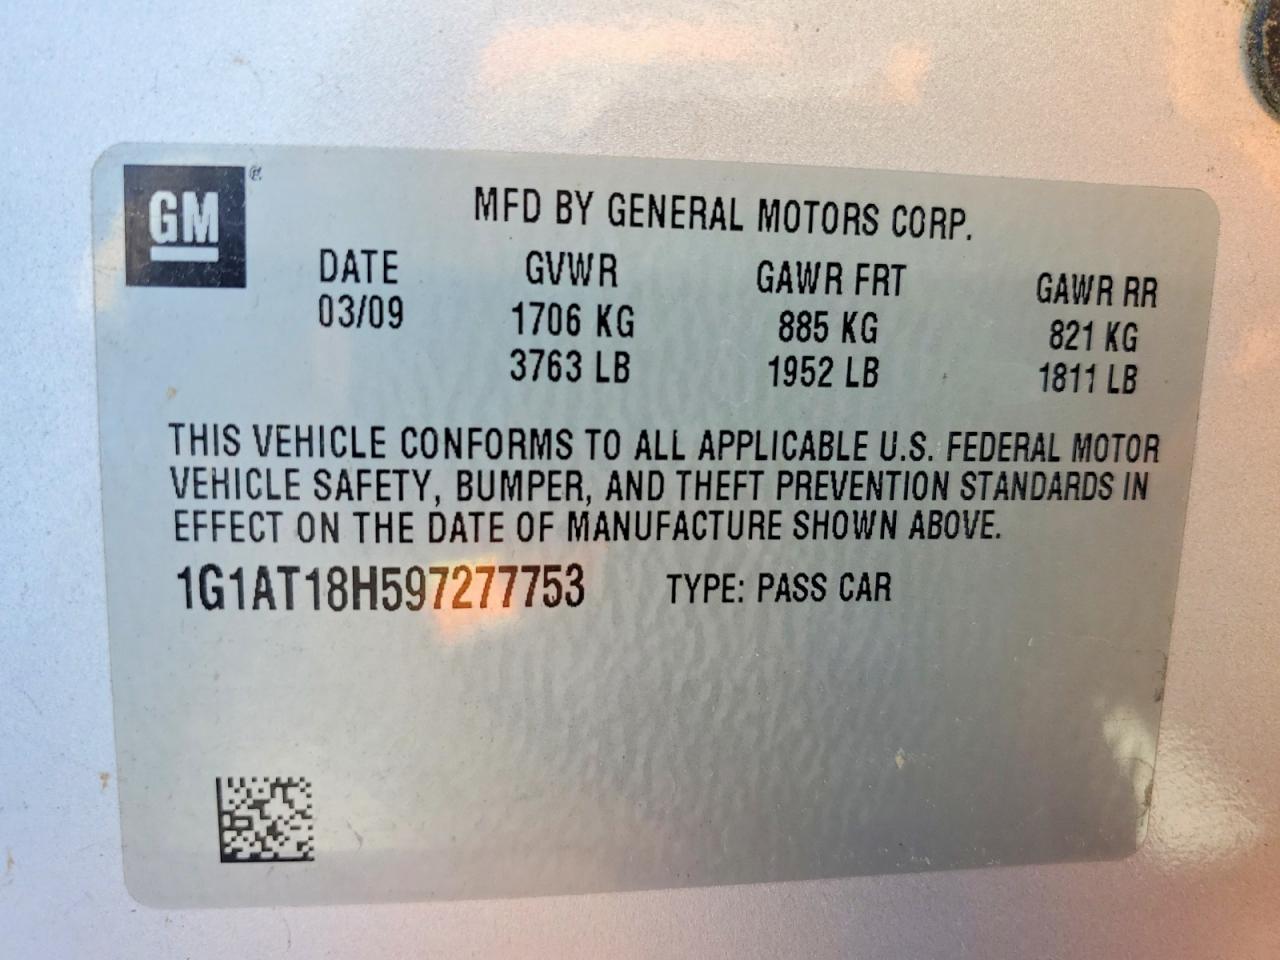 GM®
MFD BY GENERAL MOTORS CORP.
DATE GVWR GAWR FRT GAWR RR
03/09 1706 KG 885 KG 821 KG
3763 LB 1952 LB 1811 LB
THIS VEHICLE CONFORMS TO ALL APPLICABLE U.S. FEDERAL MOTOR
VEHICLE SAFETY, BUMPER, AND THEFT PREVENTION STANDARDS IN
EFFECT ON THE DATE OF MANUFACTURE SHOWN ABOVE.
1G1AT18H597277753 TYPE: PASS CAR